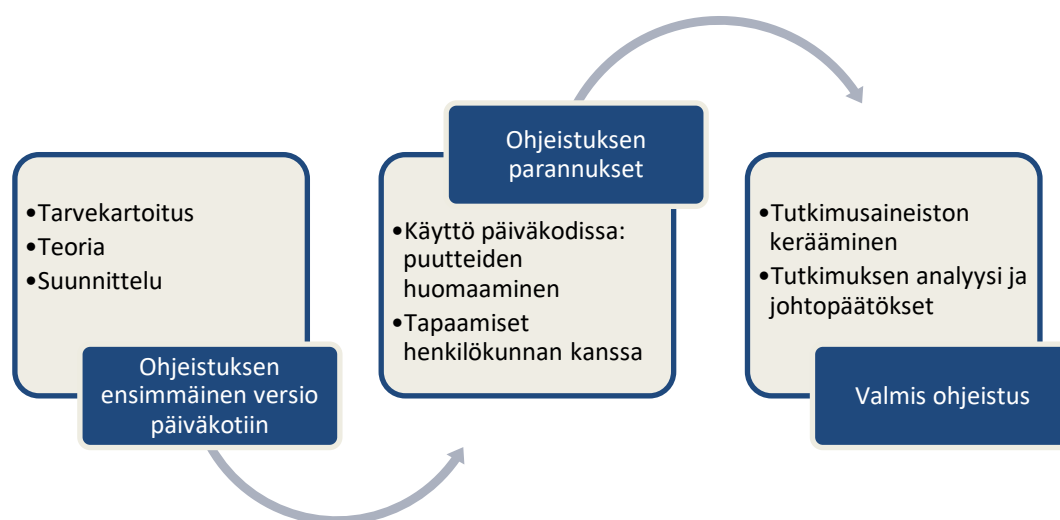 •Tarvekartoitus
•Teoria
•Suunnittelu
Ohjeistuksen
ensimmäinen versio
päiväkotiin
Ohjeistuksen
parannukset
•Käyttö päiväkodissa:
puutteiden
huomaaminen
•Tapaamiset
henkilökunnan kanssa
•Tutkimusaineiston
kerääminen
•Tutkimuksen analyysi ja
johtopäätökset
Valmis ohjeistus